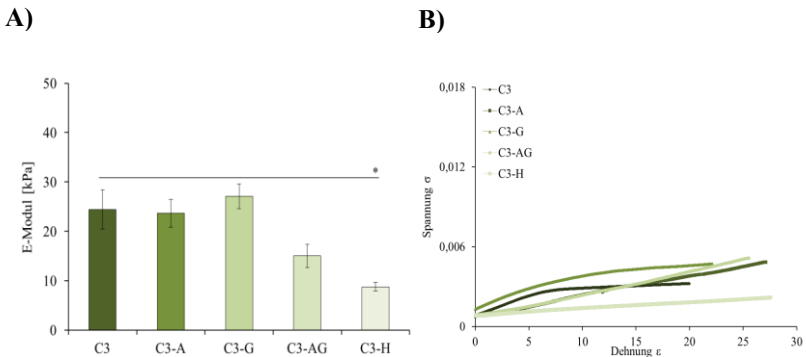 A)
B)
50
40
30
20
10
0
E-Modul [kPa]
*
C3
C3-A
C3-G
C3-AG
C3-H
0,018
0,012
0,006
0
Spannung σ
C3
C3-A
C3-G
C3-AG
C3-H
0
5
10
15
20
25
30
Dehnung ε